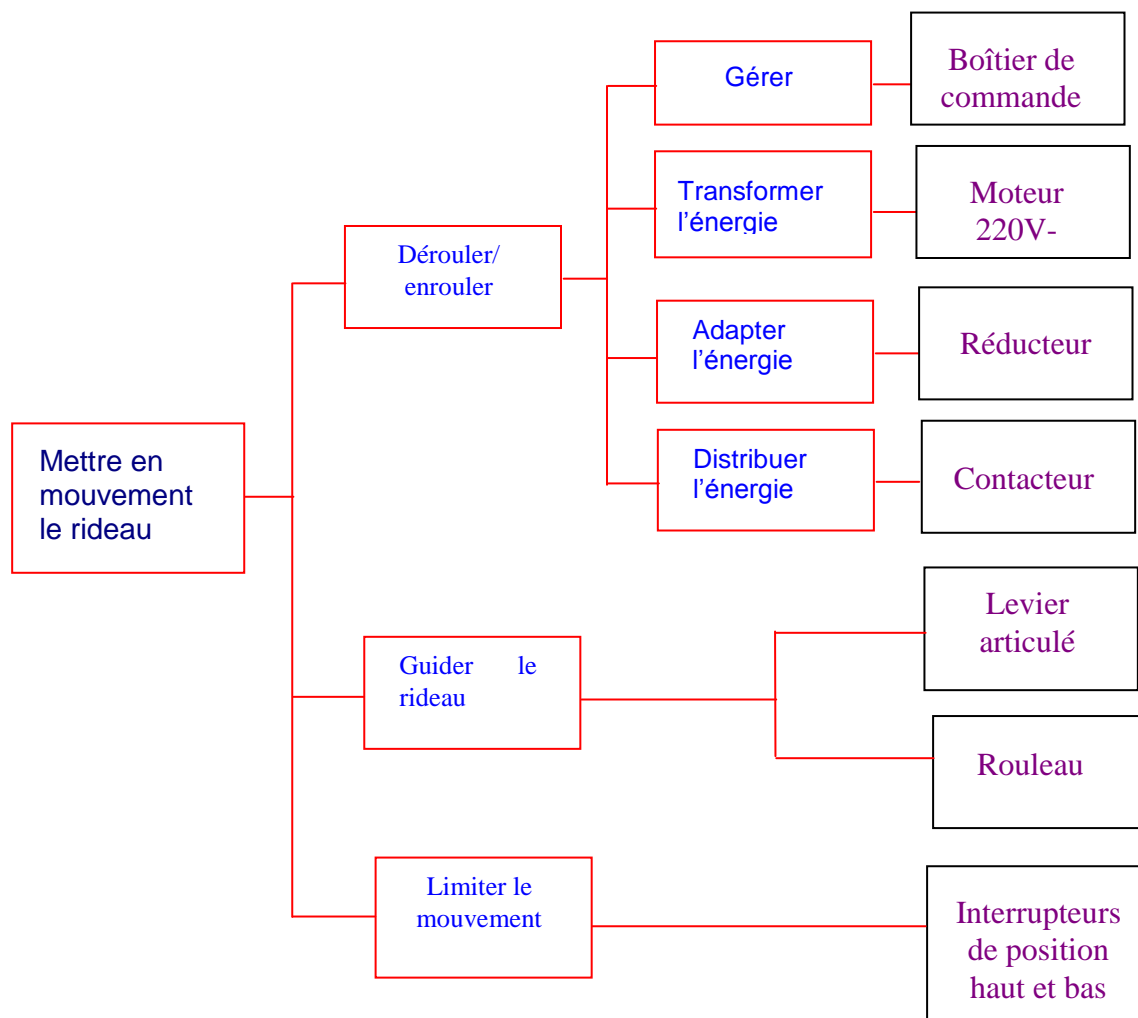 Gérer
Boîtier de
commande
Transformer
l’énergie
Moteur
220V-
Dérouler/
enrouler
Adapter
l’énergie
Réducteur
Distribuer
l’énergie
Contacteur
Mettre en
mouvement
le rideau
Levier
articulé
Guider le
rideau
Rouleau
Limiter le
mouvement
Interrupteurs
de position
haut et bas